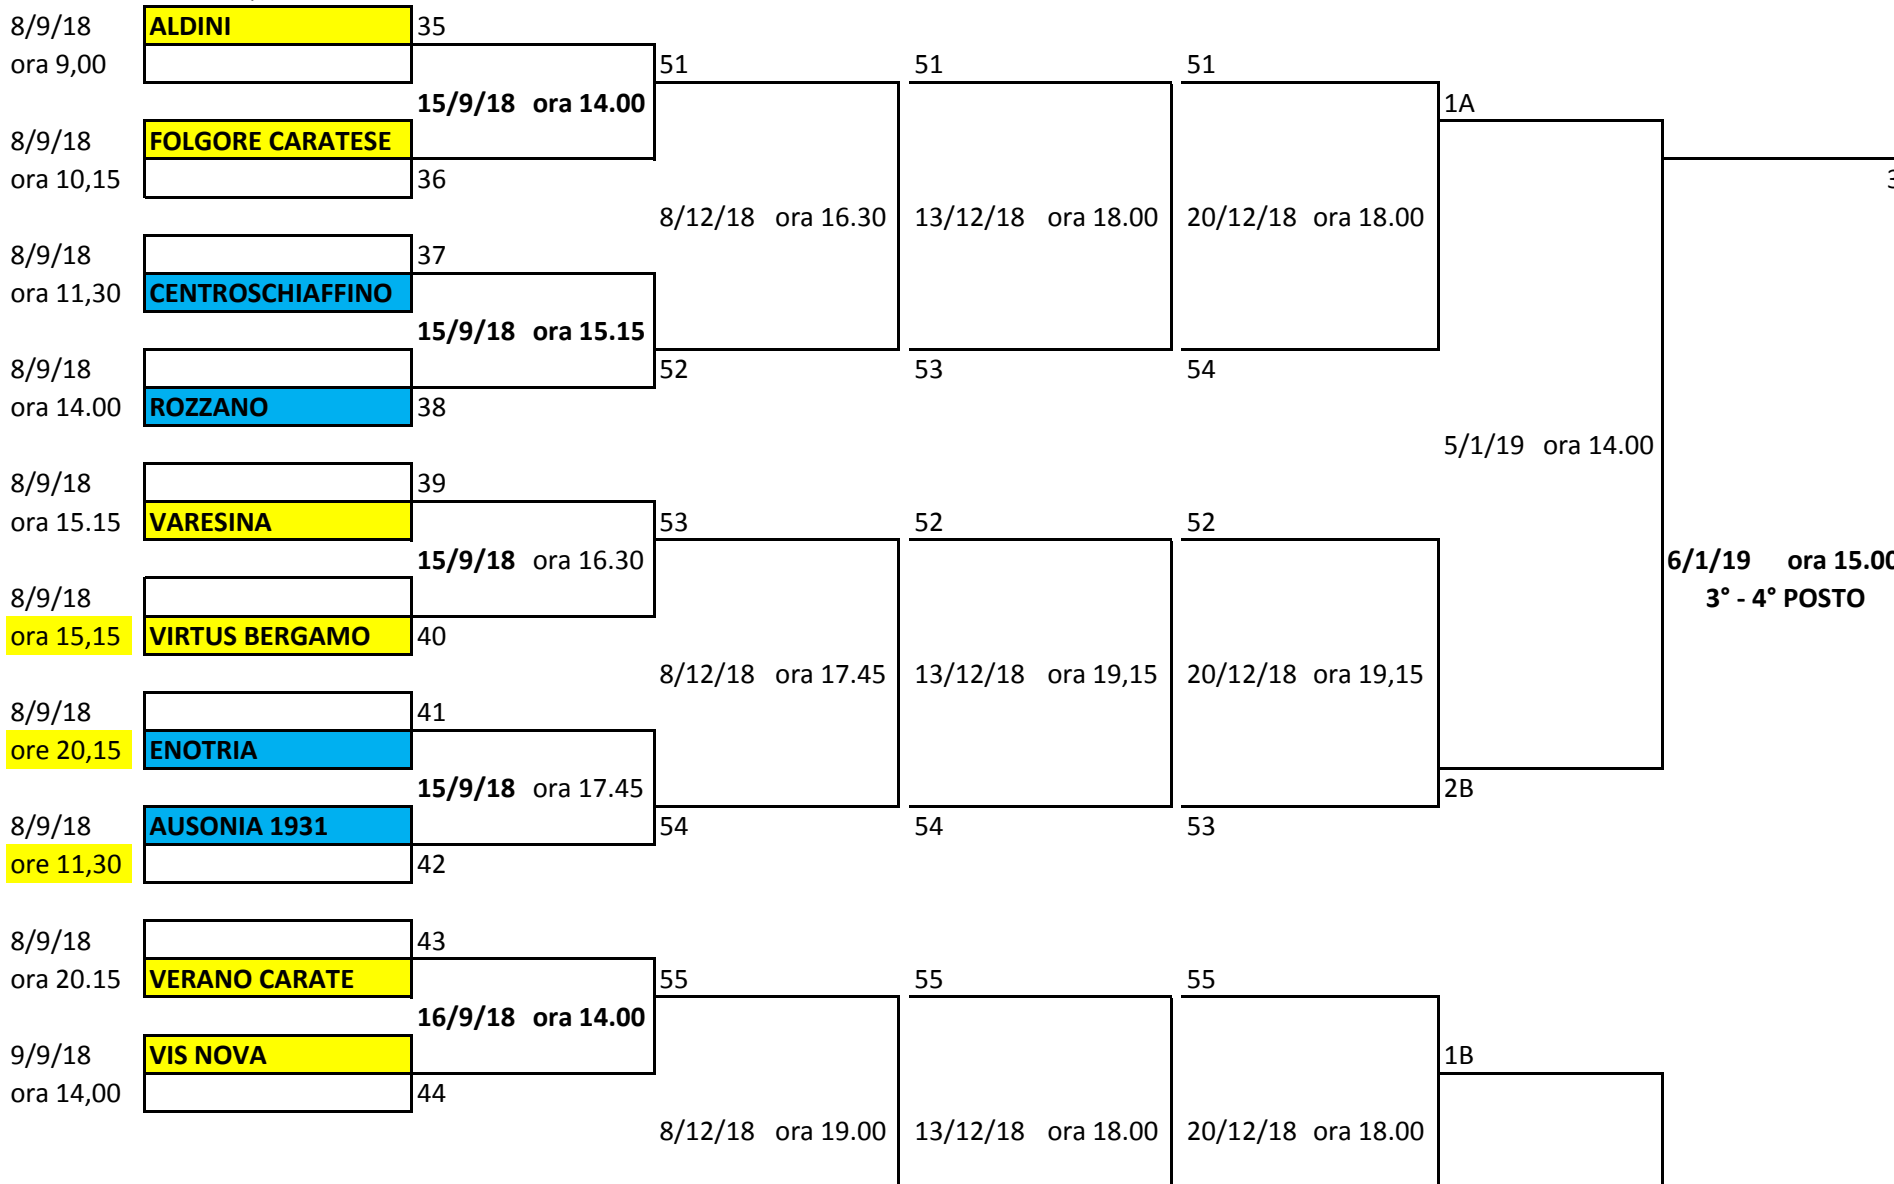 8/9/18 ALDINI 35
ora 9,00 51 51 51
15/9/18 ora 14.00 1A
8/9/18 FOLGORE CARATESE
ora 10,15 36 3
8/9/18 ora 16.30 13/12/18 ora 18.00 20/12/18 ora 18.00
8/9/18 37
ora 11,30 CENTROSCHIAFFINO
15/9/18 ora 15.15
8/9/18 52 53 54
ora 14.00 ROZZANO 38
5/1/19 ora 14.00
8/9/18 39
ora 15.15 VARESINA 53 52 52
15/9/18 ora 16.30 6/1/19 ora 15.00
8/9/18 3° - 4° POSTO
ora 15,15 VIRTUS BERGAMO 40
8/12/18 ora 17.45 13/12/18 ora 19,15 20/12/18 ora 19,15
8/9/18 41
ore 20,15 ENOTRIA
15/9/18 ora 17.45 2B
8/9/18 AUSONIA 1931 54 54 53
ore 11,30 42
8/9/18 43
ora 20.15 VERANO CARATE 55 55 55
16/9/18 ora 14.00
9/9/18 VIS NOVA 1B
ora 14,00 44
8/12/18 ora 19.00 13/12/18 ora 18.00 20/12/18 ora 18.00